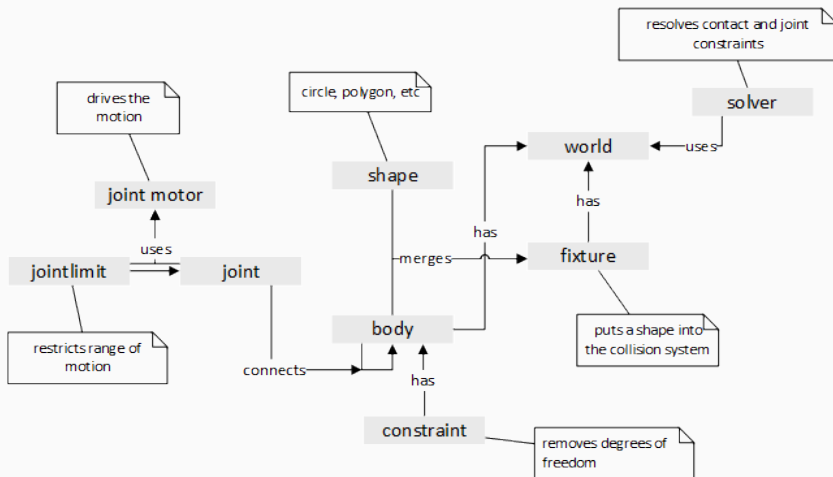 resolves contact and joint
constraints
drives the
motion
circle, polygon, etc
solver
world
uses
shape
joint motor
has
has
uses
merges
fixture
jointlimit
joint
body
puts a shape into
the collision system
restricts range of
motion
connects
has
constraint
removes degrees of
freedom